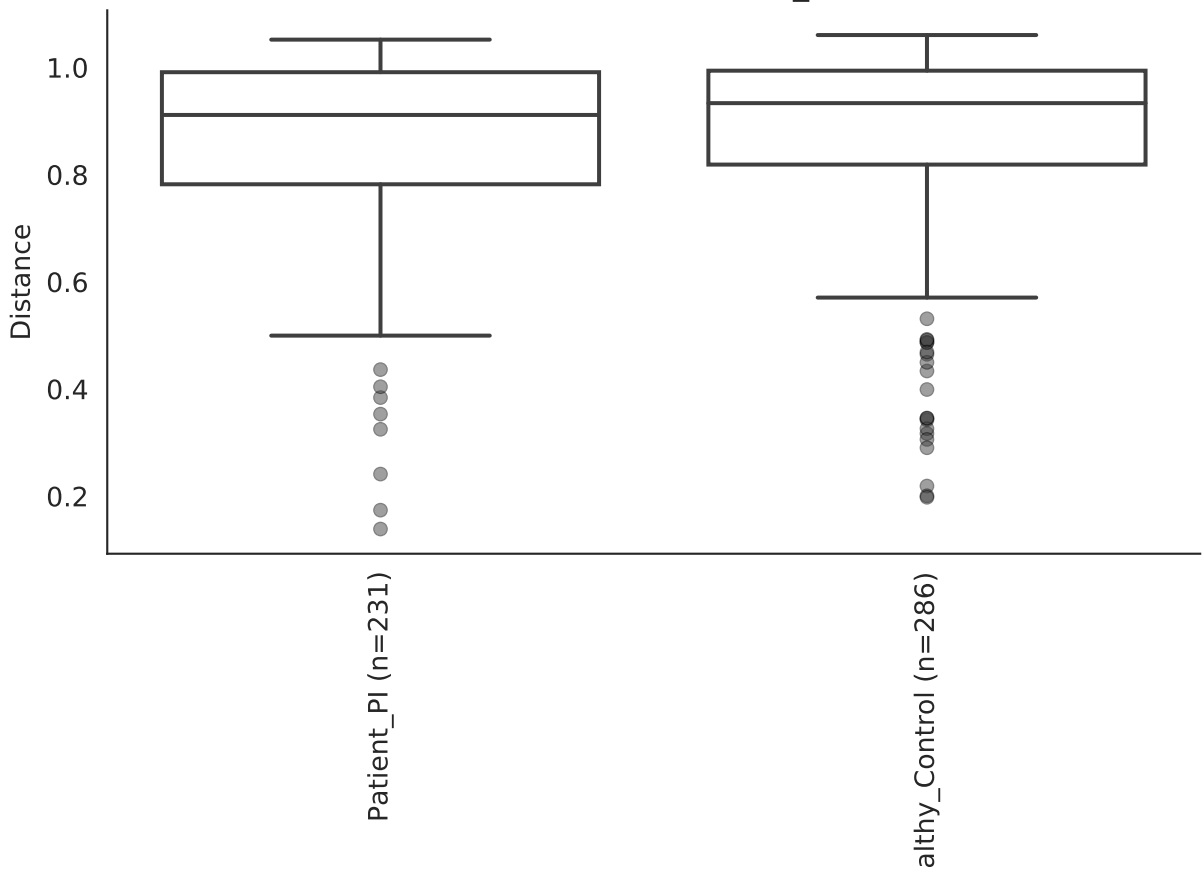 1.0
0.8
0.6
0.4
0.2
Distance
Patient_PI (n=231)
althy_Control (n=286)